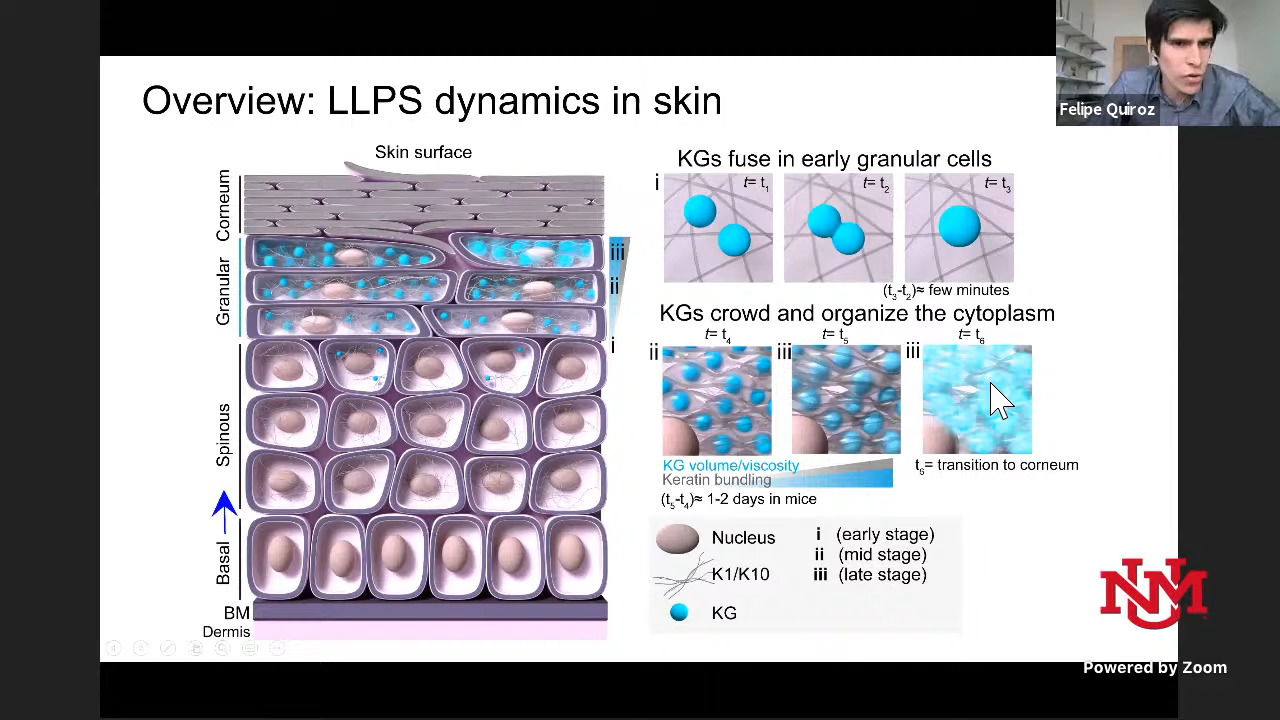 Overview: LLPS dynamics in skin
Felipe Quiroz
Skin surface
Corneum
Granular
Spinous
Basal
BM
Dermis
iii
ii
i
KGs fuse in early granular cells
i
t= t1
t= t2
t= t3
(t3-t2)≈ few minutes
KGs crowd and organize the cytoplasm
t= t4
t= t5
t= t6
ii
iii
iii
KG volume/viscosity
Keratin bundling
(t5-t4)≈ 1-2 days in mice
t6= transition to corneum
Nucleus
K1/K10
KG
i (early stage)
ii (mid stage)
iii (late stage)
UNM
Powered by Zoom